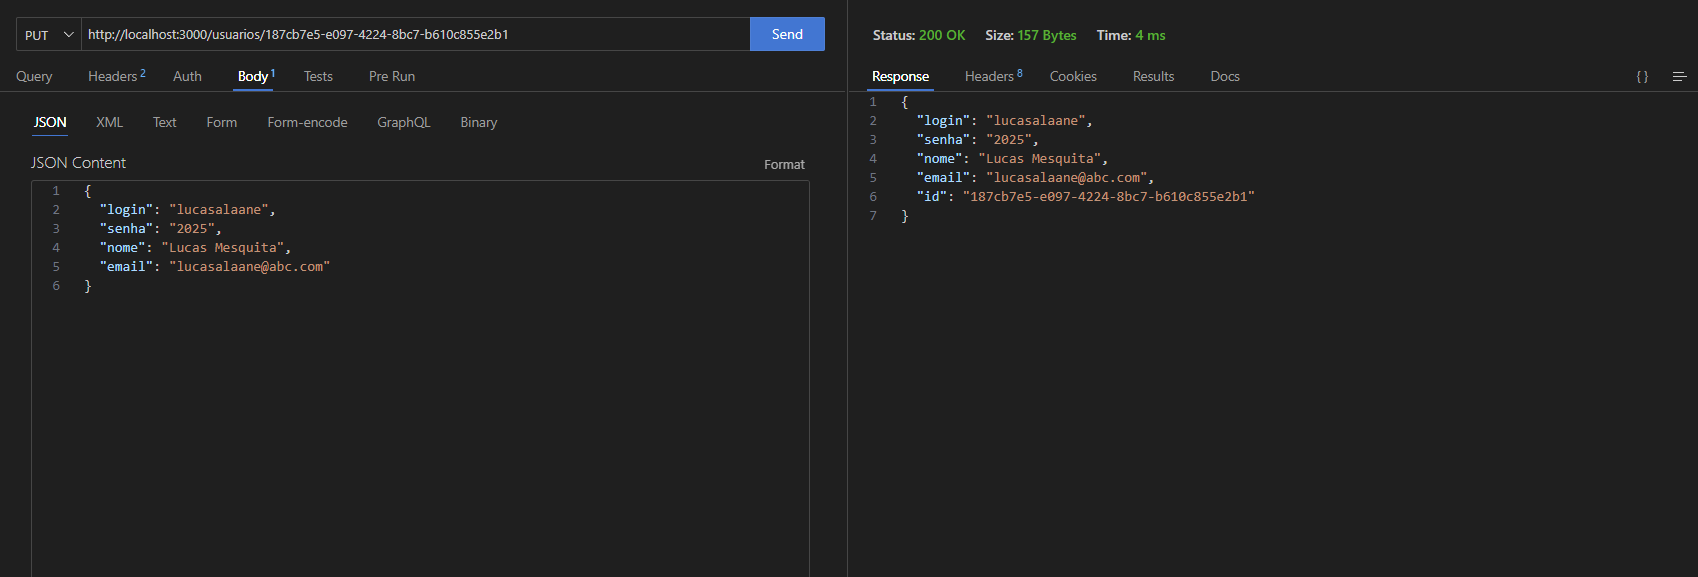 PUT http://localhost:3000/usuarios/187cb7e5-e097-4224-8bc7-b610c855e2b1 Send
Query Headers 2 Auth Body 1 Tests Pre Run
JSON XML Text Form Form-encode GraphQL Binary
JSON Content Format
1 {
2 "login": "lucasalaane",
3 "senha": "2025",
4 "nome": "Lucas Mesquita",
5 "email": "lucasalaane@abc.com"
6 }
Status: 200 OK Size: 157 Bytes Time: 4 ms
Response Headers 8 Cookies Results Docs { }
1 {
2 "login": "lucasalaane",
3 "senha": "2025",
4 "nome": "Lucas Mesquita",
5 "email": "lucasalaane@abc.com",
6 "id": "187cb7e5-e097-4224-8bc7-b610c855e2b1"
7 }